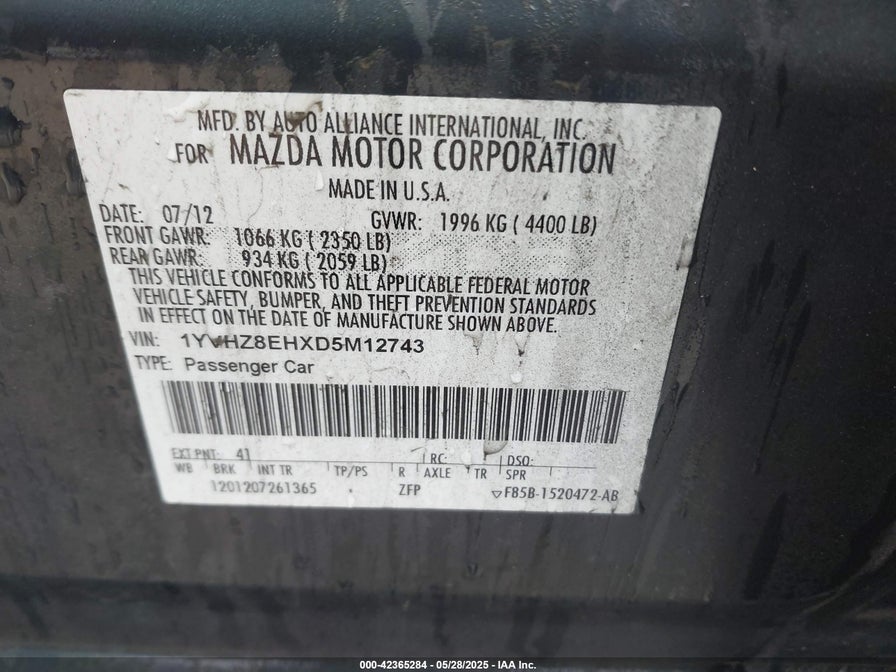 MFD. BY AUTO ALLIANCE INTERNATIONAL, INC.
FOR MAZDA MOTOR CORPORATION
MADE IN U.S.A.
DATE: 07/12 GVWR: 1996 KG ( 4400 LB)
FRONT GAWR: 1066 KG ( 2350 LB)
REAR GAWR: 934 KG ( 2059 LB)
THIS VEHICLE CONFORMS TO ALL APPLICABLE FEDERAL MOTOR
VEHICLE SAFETY, BUMPER, AND THEFT PREVENTION STANDARDS
IN EFFECT ON THE DATE OF MANUFACTURE SHOWN ABOVE.
VIN: 1YVHZ8EHXD5M12743
TYPE: Passenger Car
EXT PNT: 41 RC: DSO:
WB BRK INT TR TP/PS R AXLE TR SPR
1201207261365 ZFP F85B-1520472-AB
000-42365284 - 05/28/2025 - IAA Inc.